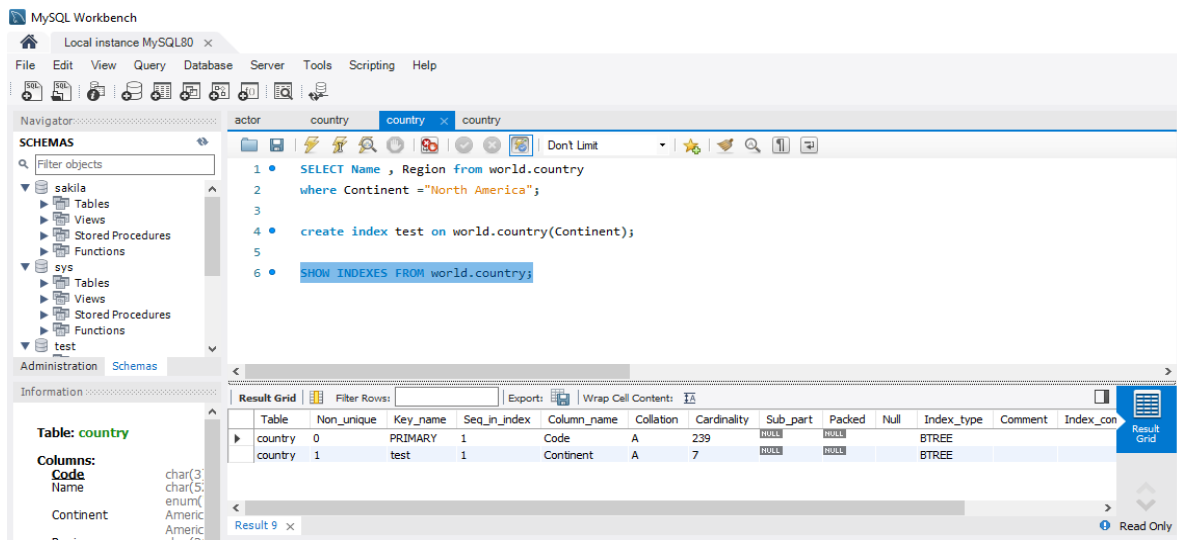 MySQL Workbench
Local instance MySQL80 ×
File Edit View Query Database Server Tools Scripting Help
Navigator
SCHEMAS
Filter objects
sakila
Tables
Views
Stored Procedures
Functions
sys
Tables
Views
Stored Procedures
Functions
test
Administration Schemas
Information
Table: country
Columns:
Code char(3)
Name char(5
enum(
Continent Americ
Americ
actor country country × country
Don't Limit
1 SELECT Name , Region from world.country
2 where Continent ="North America";
3
4 create index test on world.country(Continent);
5
6 SHOW INDEXES FROM world.country;
Result Grid Filter Rows: Export: Wrap Cell Content:
Table Non_unique Key_name Seq_in_index Column_name Collation Cardinality Sub_part Packed Null Index_type Comment Index_con
country 0 PRIMARY 1 Code A 239 NULL NULL BTREE
country 1 test 1 Continent A 7 NULL NULL BTREE
Result
Grid
Result 9 ×
Read Only